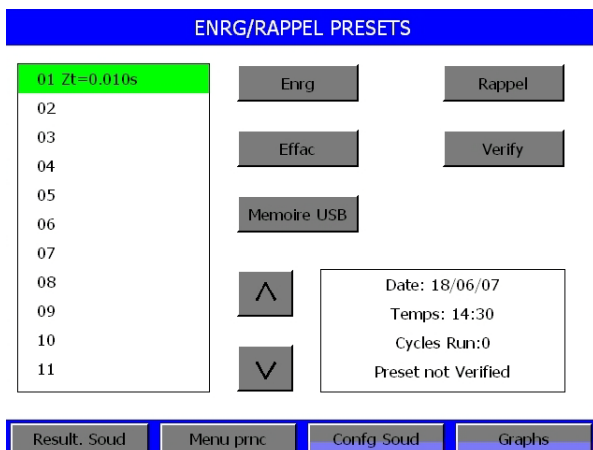 ENRG/RAPPEL PRESETS
01 Zt=0.010s
02
03
04
05
06
07
08
09
10
11
Enrg
Rappel
Effac
Verify
Memoire USB
Date: 18/06/07
Temps: 14:30
Cycles Run:0
Preset not Verified
Result. Soud
Menu prnc
Confg Soud
Graphs